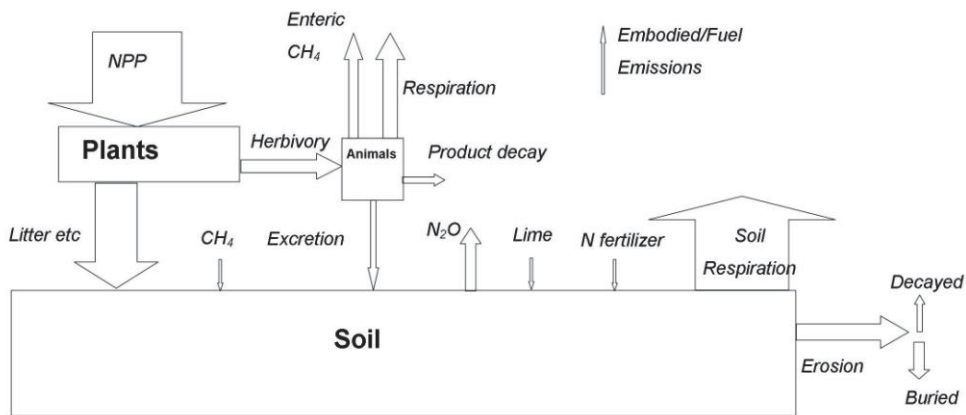 Enteric
CH₄
Embodied/Fuel
Emissions
NPP
Respiration
Plants
Herbivory
Animals
Product decay
Litter etc
CH₄
Excretion
N₂O
Lime
N fertilizer
Soil
Respiration
Decayed
Soil
Erosion
Buried